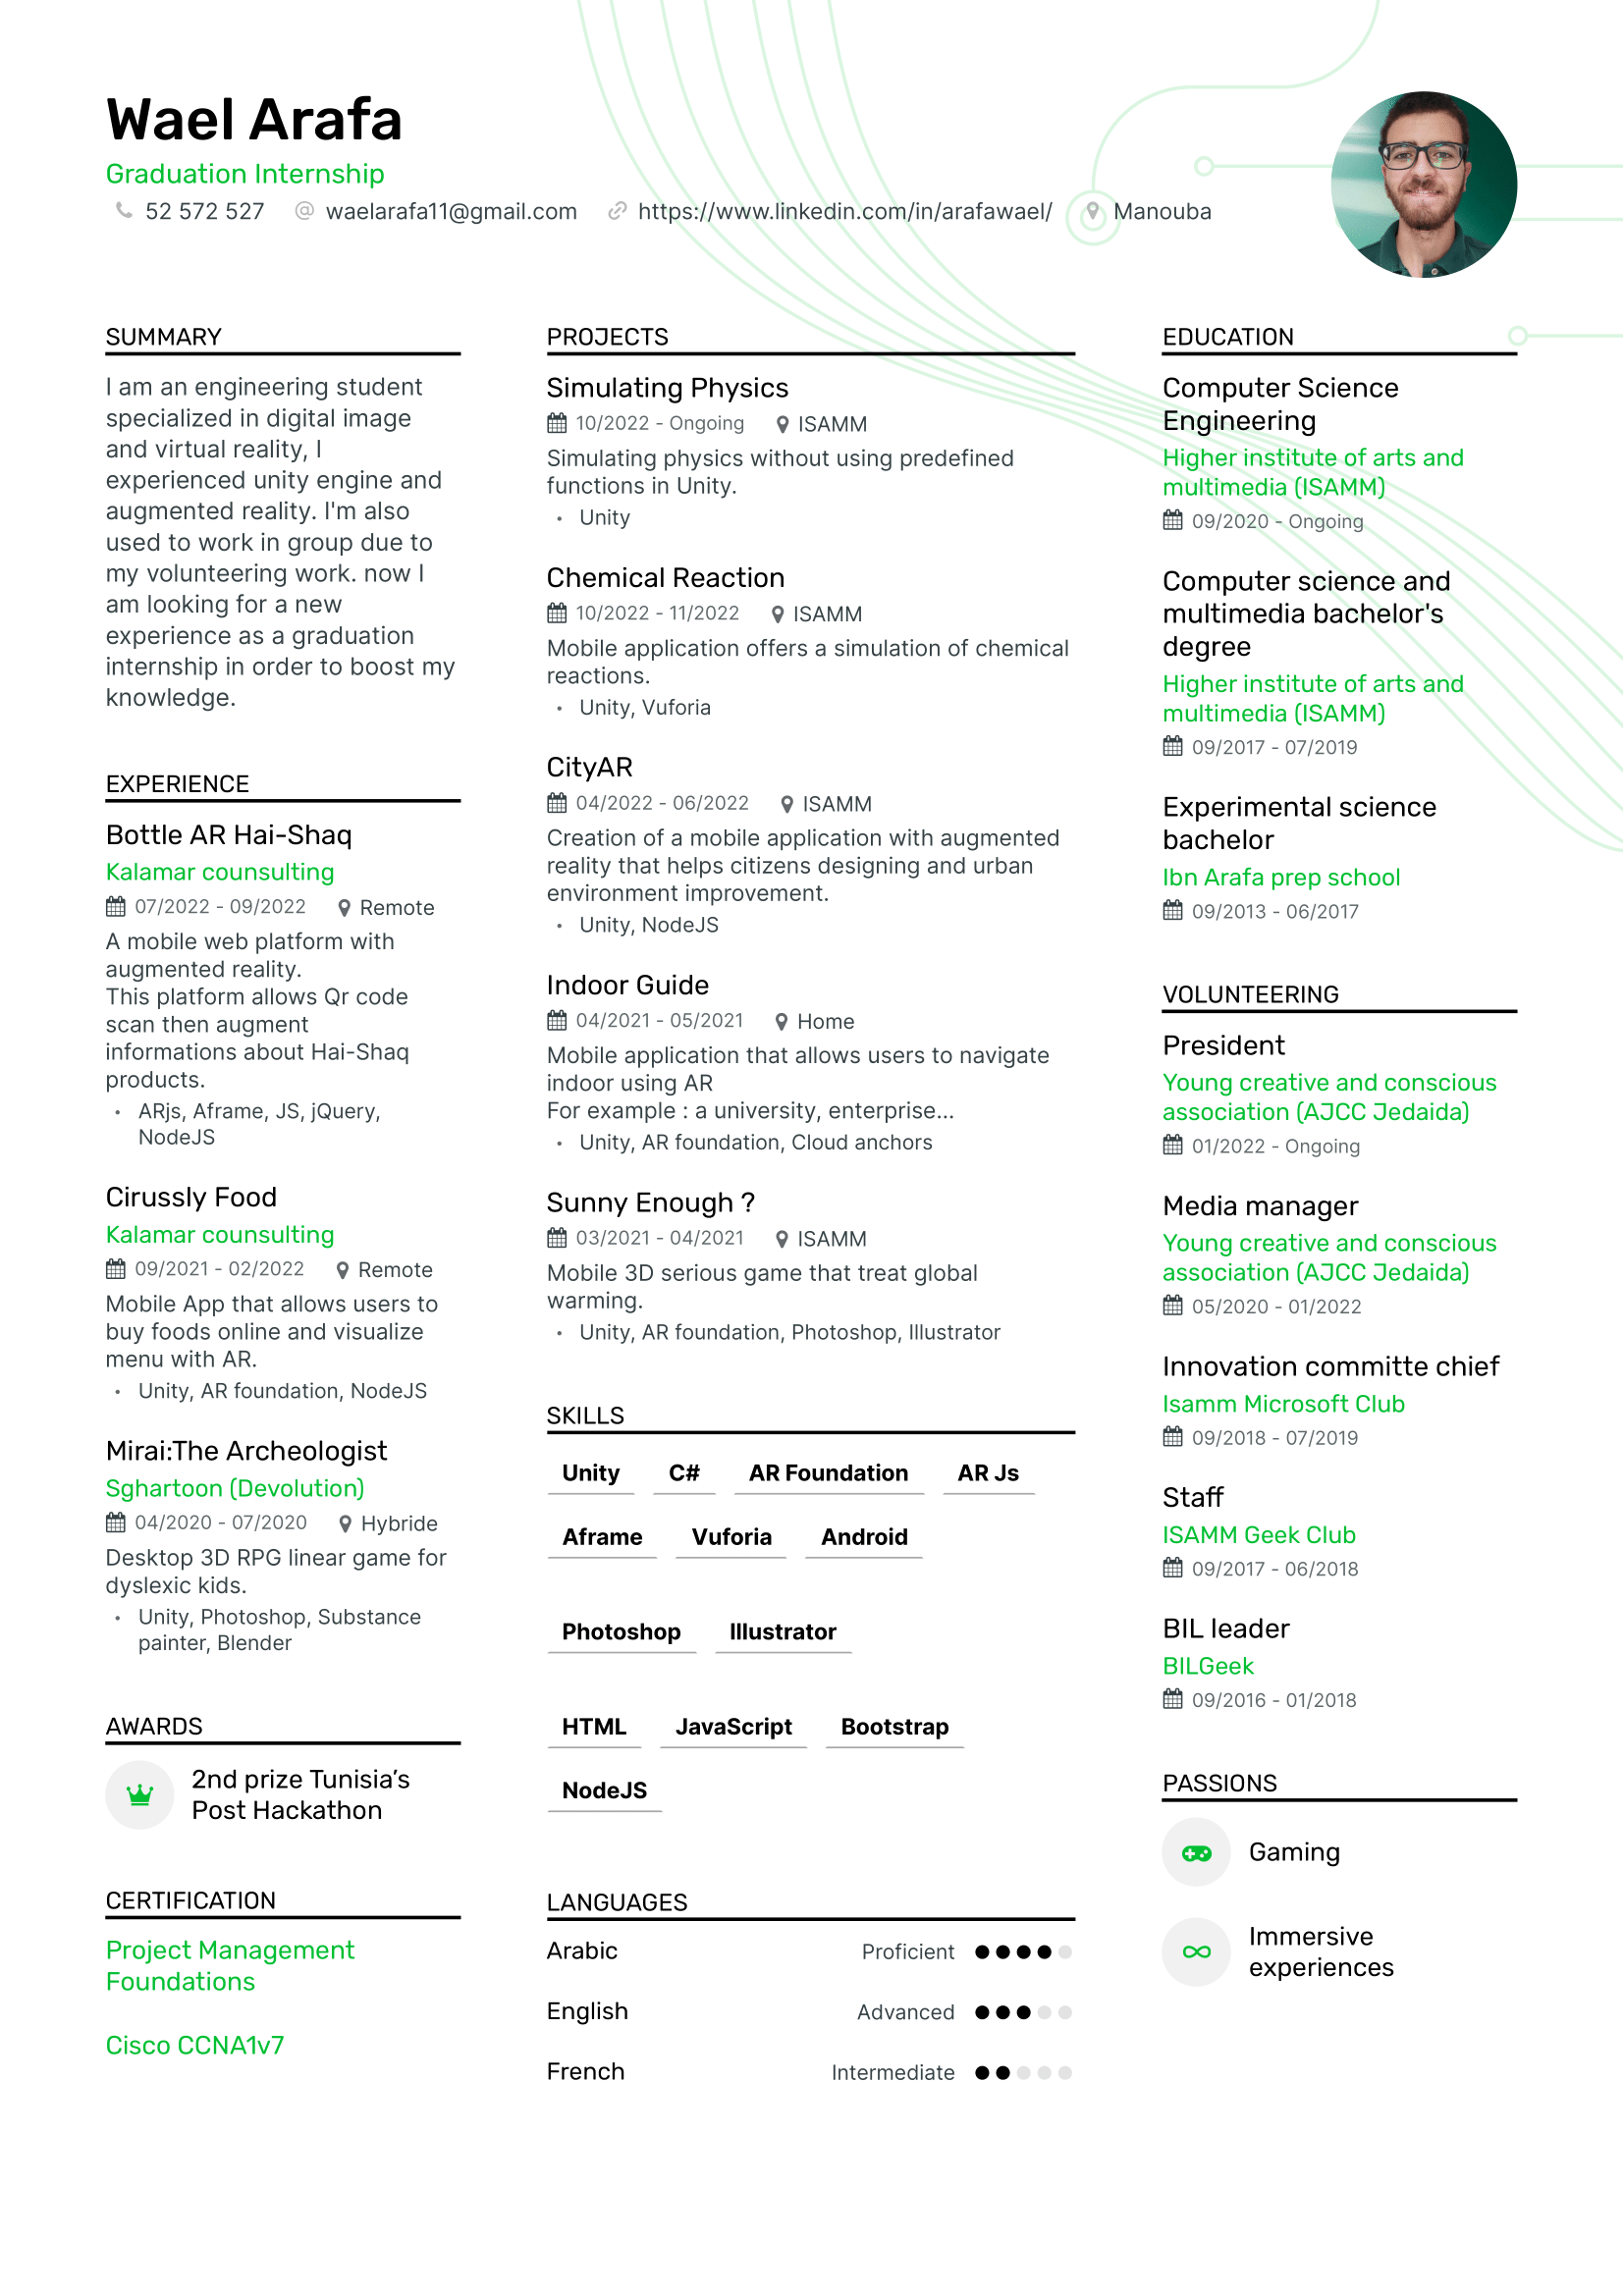 Wael Arafa
Graduation Internship
52 572 527 waelarafa11@gmail.com https://www.linkedin.com/in/arafawael/ Manouba
SUMMARY
I am an engineering student
specialized in digital image
and virtual reality, I
experienced unity engine and
augmented reality. I'm also
used to work in group due to
my volunteering work. now I
am looking for a new
experience as a graduation
internship in order to boost my
knowledge.
EXPERIENCE
Bottle AR Hai-Shaq
Kalamar counsulting
07/2022 - 09/2022 Remote
A mobile web platform with
augmented reality.
This platform allows Qr code
scan then augment
informations about Hai-Shaq
products.
• ARjs, Aframe, JS, jQuery,
NodeJS
Cirussly Food
Kalamar counsulting
09/2021 - 02/2022 Remote
Mobile App that allows users to
buy foods online and visualize
menu with AR.
• Unity, AR foundation, NodeJS
Mirai:The Archeologist
Sghartoon (Devolution)
04/2020 - 07/2020 Hybride
Desktop 3D RPG linear game for
dyslexic kids.
• Unity, Photoshop, Substance
painter, Blender
AWARDS
2nd prize Tunisia’s
Post Hackathon
CERTIFICATION
Project Management
Foundations
Cisco CCNA1v7
PROJECTS
Simulating Physics
10/2022 - Ongoing ISAMM
Simulating physics without using predefined
functions in Unity.
• Unity
Chemical Reaction
10/2022 - 11/2022 ISAMM
Mobile application offers a simulation of chemical
reactions.
• Unity, Vuforia
CityAR
04/2022 - 06/2022 ISAMM
Creation of a mobile application with augmented
reality that helps citizens designing and urban
environment improvement.
• Unity, NodeJS
Indoor Guide
04/2021 - 05/2021 Home
Mobile application that allows users to navigate
indoor using AR
For example : a university, enterprise...
• Unity, AR foundation, Cloud anchors
Sunny Enough ?
03/2021 - 04/2021 ISAMM
Mobile 3D serious game that treat global
warming.
• Unity, AR foundation, Photoshop, Illustrator
SKILLS
Unity C# AR Foundation AR Js
Aframe Vuforia Android
Photoshop Illustrator
HTML JavaScript Bootstrap
NodeJS
LANGUAGES
Arabic Proficient
English Advanced
French Intermediate
EDUCATION
Computer Science
Engineering
Higher institute of arts and
multimedia (ISAMM)
09/2020 - Ongoing
Computer science and
multimedia bachelor's
degree
Higher institute of arts and
multimedia (ISAMM)
09/2017 - 07/2019
Experimental science
bachelor
Ibn Arafa prep school
09/2013 - 06/2017
VOLUNTEERING
President
Young creative and conscious
association (AJCC Jedaida)
01/2022 - Ongoing
Media manager
Young creative and conscious
association (AJCC Jedaida)
05/2020 - 01/2022
Innovation committe chief
Isamm Microsoft Club
09/2018 - 07/2019
Staff
ISAMM Geek Club
09/2017 - 06/2018
BIL leader
BILGeek
09/2016 - 01/2018
PASSIONS
Gaming
Immersive
experiences